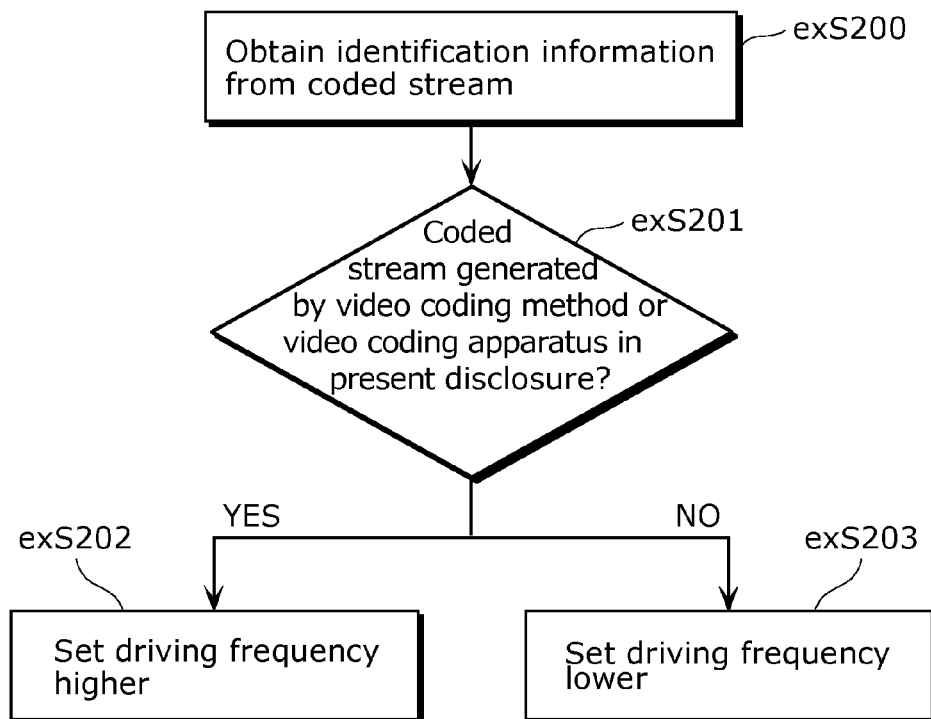 exS200
Obtain identification information
from coded stream
exS201
Coded
stream generated
by video coding method or
video coding apparatus in
present disclosure?
YES
NO
exS202
exS203
Set driving frequency
higher
Set driving frequency
lower